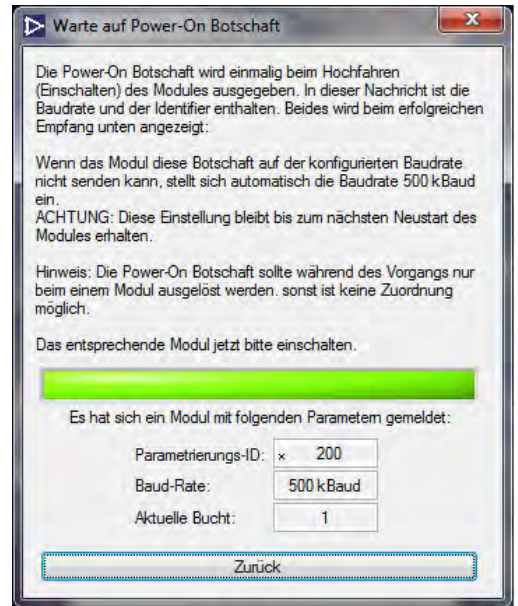 Warte auf Power-On Botschaft
Die Power-On Botschaft wird einmalig beim Hochfahren
(Einschalten) des Modules ausgegeben. In dieser Nachricht ist die
Baudrate und der Identifier enthalten. Beides wird beim erfolgreichen
Empfang unten angezeigt:
Wenn das Modul diese Botschaft auf der konfigurierten Baudrate
nicht senden kann, stellt sich automatisch die Baudrate 500 kBaud
ein.
ACHTUNG: Diese Einstellung bleibt bis zum nächsten Neustart des
Modules erhalten.
Hinweis: Die Power-On Botschaft sollte während des Vorgangs nur
beim einem Modul ausgelöst werden. sonst ist keine Zuordnung
möglich.
Das entsprechende Modul jetzt bitte einschalten.
Es hat sich ein Modul mit folgenden Parametern gemeldet:
Parametrierungs-ID: x 200
Baud-Rate: 500 kBaud
Aktuelle Bucht: 1
Zurück